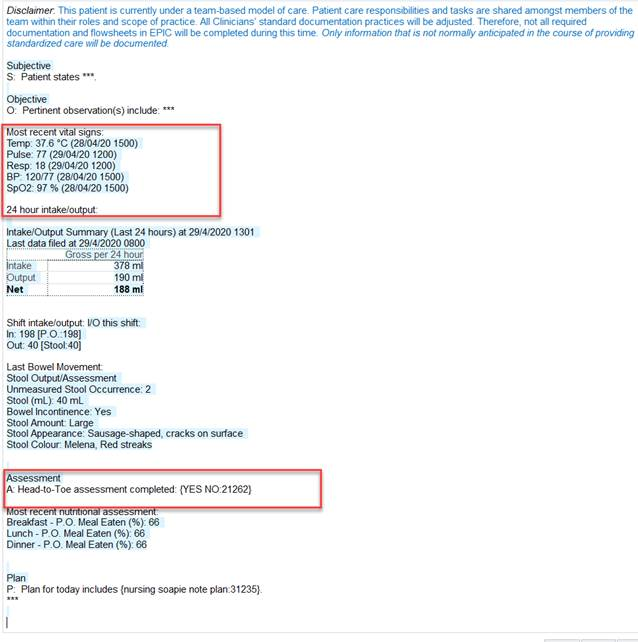 Disclaimer. This patient is currently under a team-based model of care. Patient care responsibilities and tasks are shared amongst members of the
team within their roles and scope of practice. All Clinicians' standard documentation practices will be adjusted. Therefore, not all required
documentation and flowsheets in EPIC will be completed during this time. Only information that is not normally anticipated in the course of providing
standardized care will be documented.
Subjective
S: Patient states ***.
Objective
O: Pertinent observation(s) include: ***
Most recent vital signs:
Temp: 37.6 °C (28/04/20 1500)
Pulse: 77 (29/04/20 1200)
Resp: 18 (29/04/20 1200)
BP: 120/77 (28/04/20 1500)
SpO2: 97 % (28/04/20 1500)
24 hour intake/output:
Intake/Output Summary (Last 24 hours) at 29/4/2020 1301
Last data filed at 29/4/2020 0800
Gross per 24 hour
Intake 378 ml
Output 190 ml
Net 188 ml
Shift intake/output: I/O this shift:
In: 198 [P.O.:198]
Out: 40 [Stool:40]
Last Bowel Movement:
Stool Output/Assessment
Unmeasured Stool Occurrence: 2
Stool (mL): 40 mL
Bowel Incontinence: Yes
Stool Amount: Large
Stool Appearance: Sausage-shaped, cracks on surface
Stool Colour: Melena, Red streaks
Assessment
A: Head-to-Toe assessment completed: {YES NO:21262}
Most recent nutritional assessment:
Breakfast - P.O. Meal Eaten (%): 66
Lunch - P.O. Meal Eaten (%): 66
Dinner - P.O. Meal Eaten (%): 66
Plan
P: Plan for today includes {nursing soapie note plan:31235}.
***